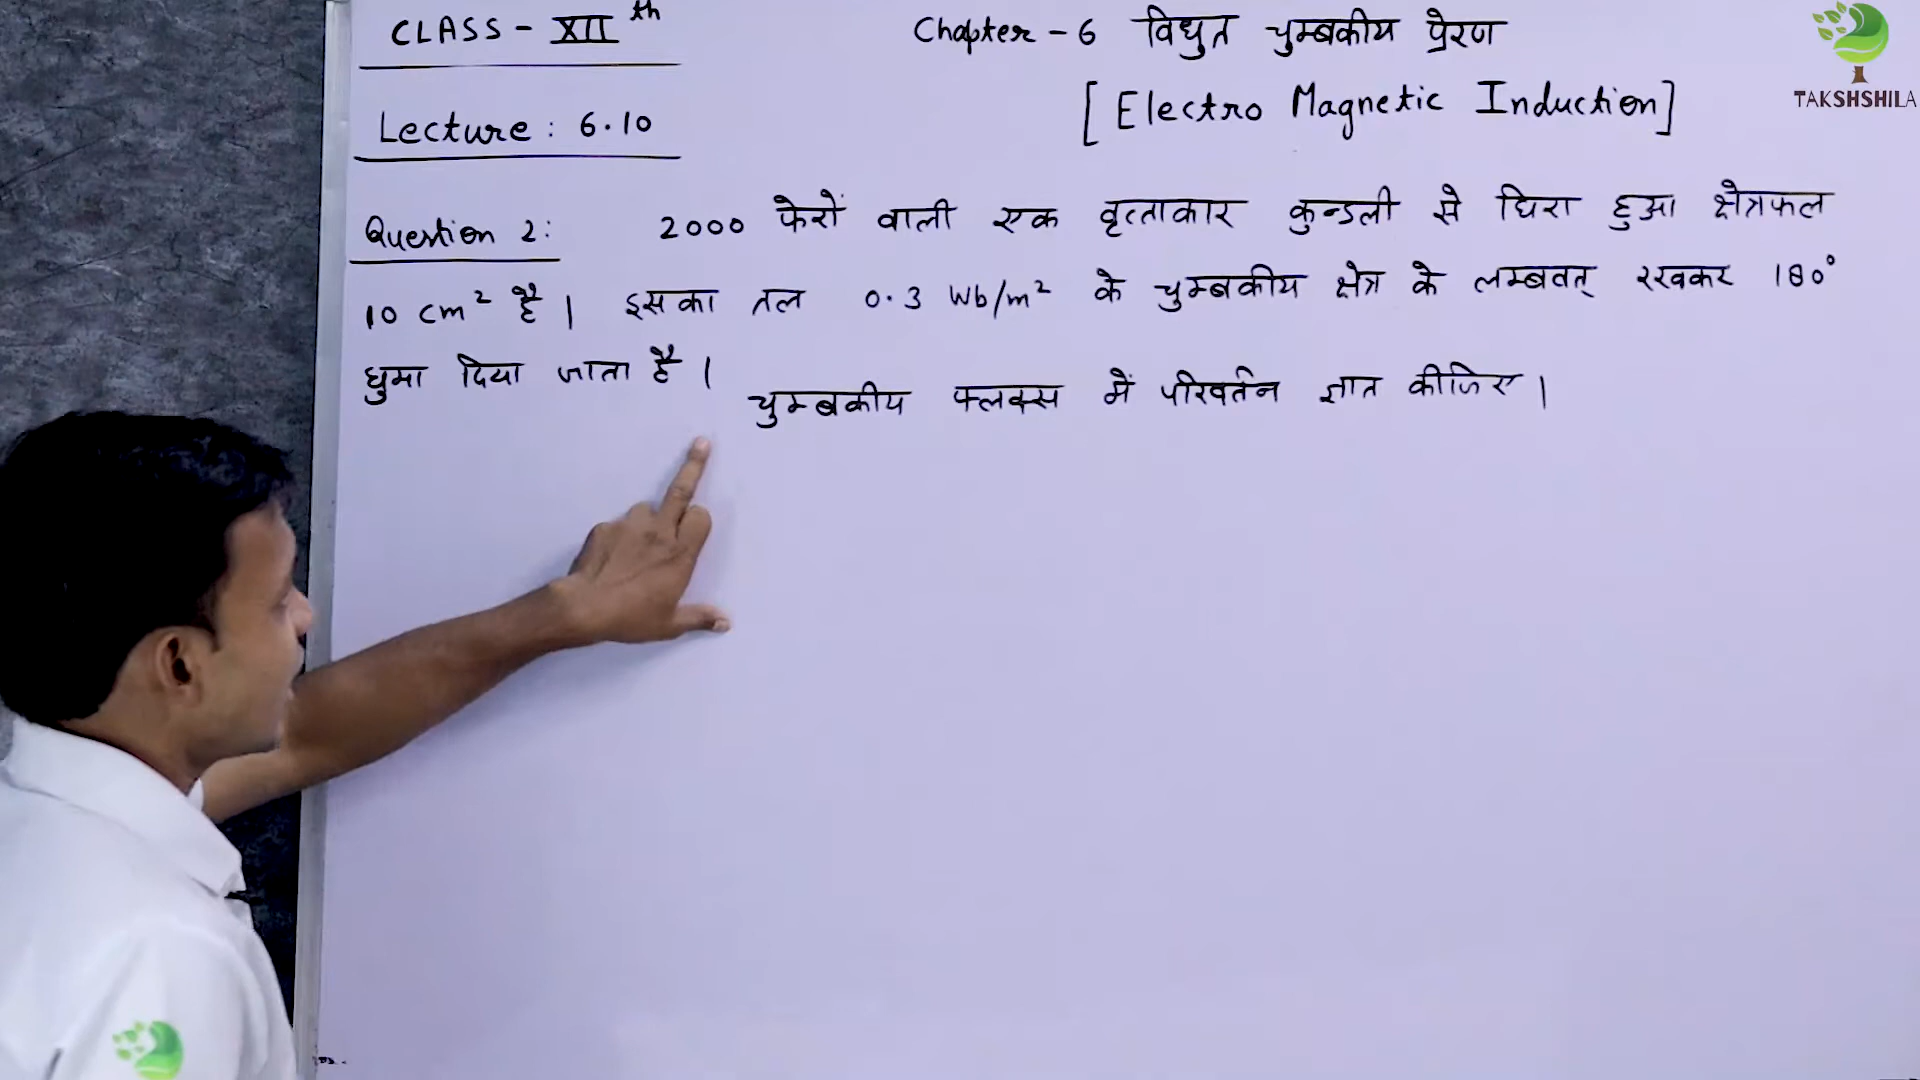 CLASS - XII th
Chapter - 6 विधुत चुम्बकीय प्रेरण
[Electro Magnetic Induction]
TAKSHSHILA
Lecture : 6.10
Question 2: 2000 फेरों वाली एक वृत्ताकार कुन्डली से घिरा हुआ क्षेत्रफल
10 cm² है। इसका तल 0.3 Wb/m² के चुम्बकीय क्षेत्र के लम्बवत् रखकर 180°
घुमा दिया जाता है।
चुम्बकीय फ्लक्स में परिवर्तन ज्ञात कीजिए।